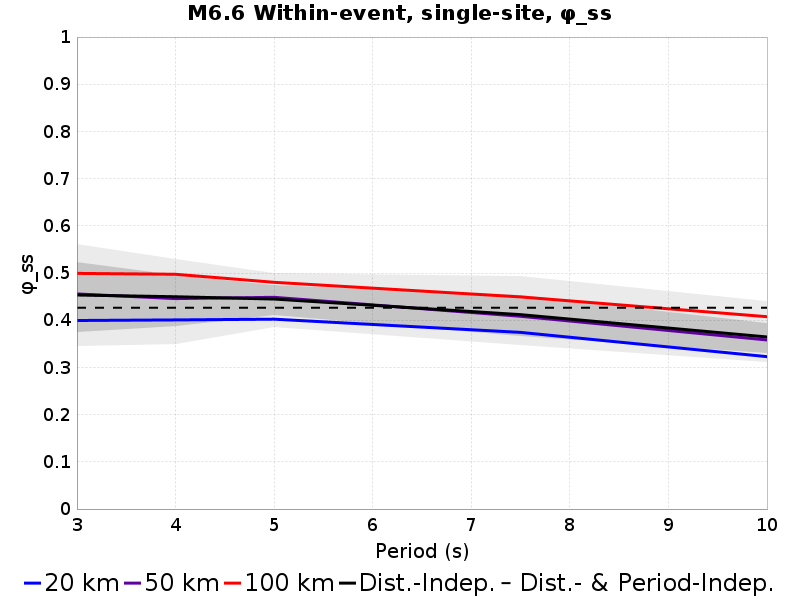 M6.6 Within-event, single-site, φ_ss
1
0.9
0.8
0.7
0.6
0.5
0.4
0.3
0.2
0.1
0
φ_ss
3 4 5 6 7 8 9 10
Period (s)
20 km 50 km 100 km Dist.-Indep. Dist.- & Period-Indep.